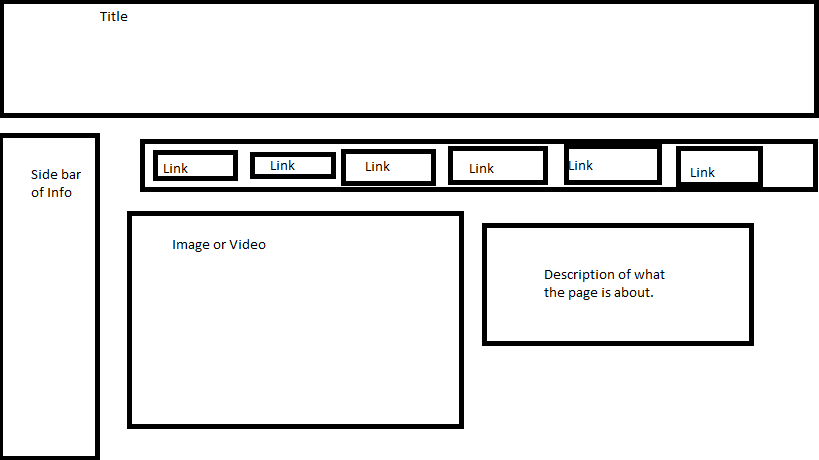 Title
Side bar
of Info
Link
Link
Link
Link
Link
Link
Image or Video
Description of what
the page is about.